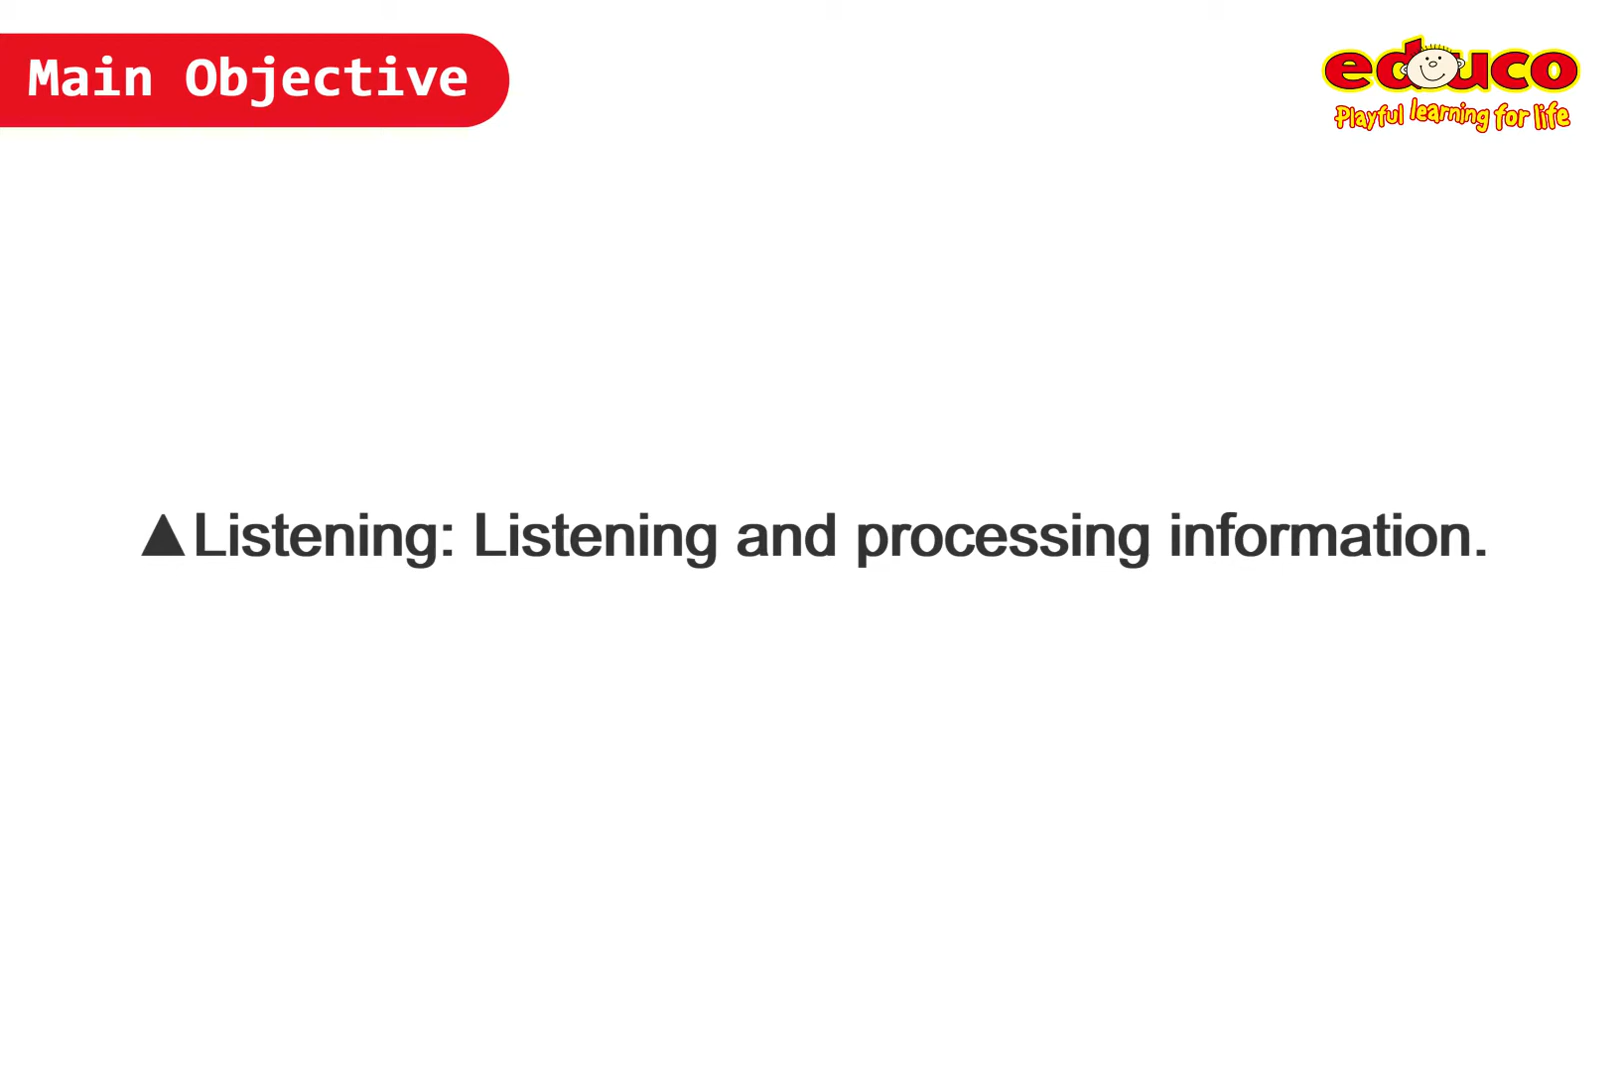 Main Objective
educo
Playful learning for life
▲Listening: Listening and processing information.